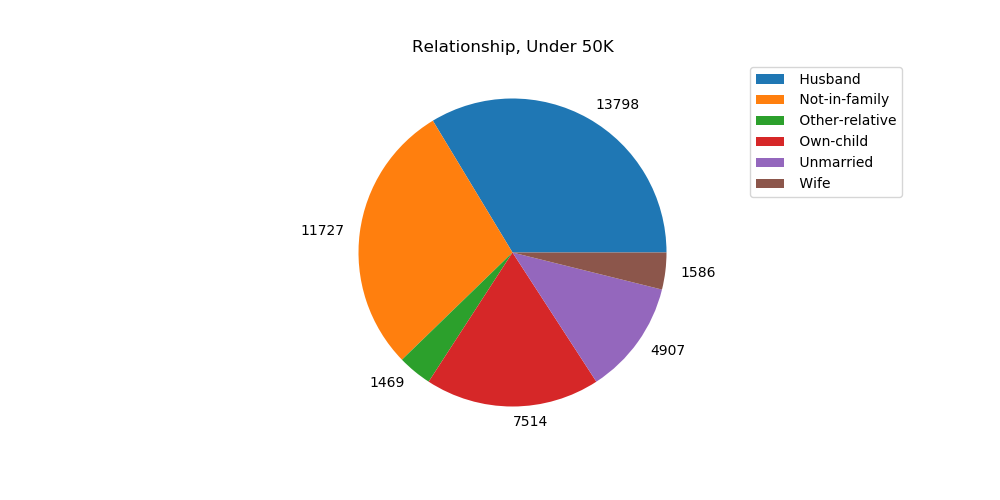 Relationship, Under 50K
Husband
Not-in-family
Other-relative
Own-child
Unmarried
Wife
13798
11727
1469
7514
4907
1586